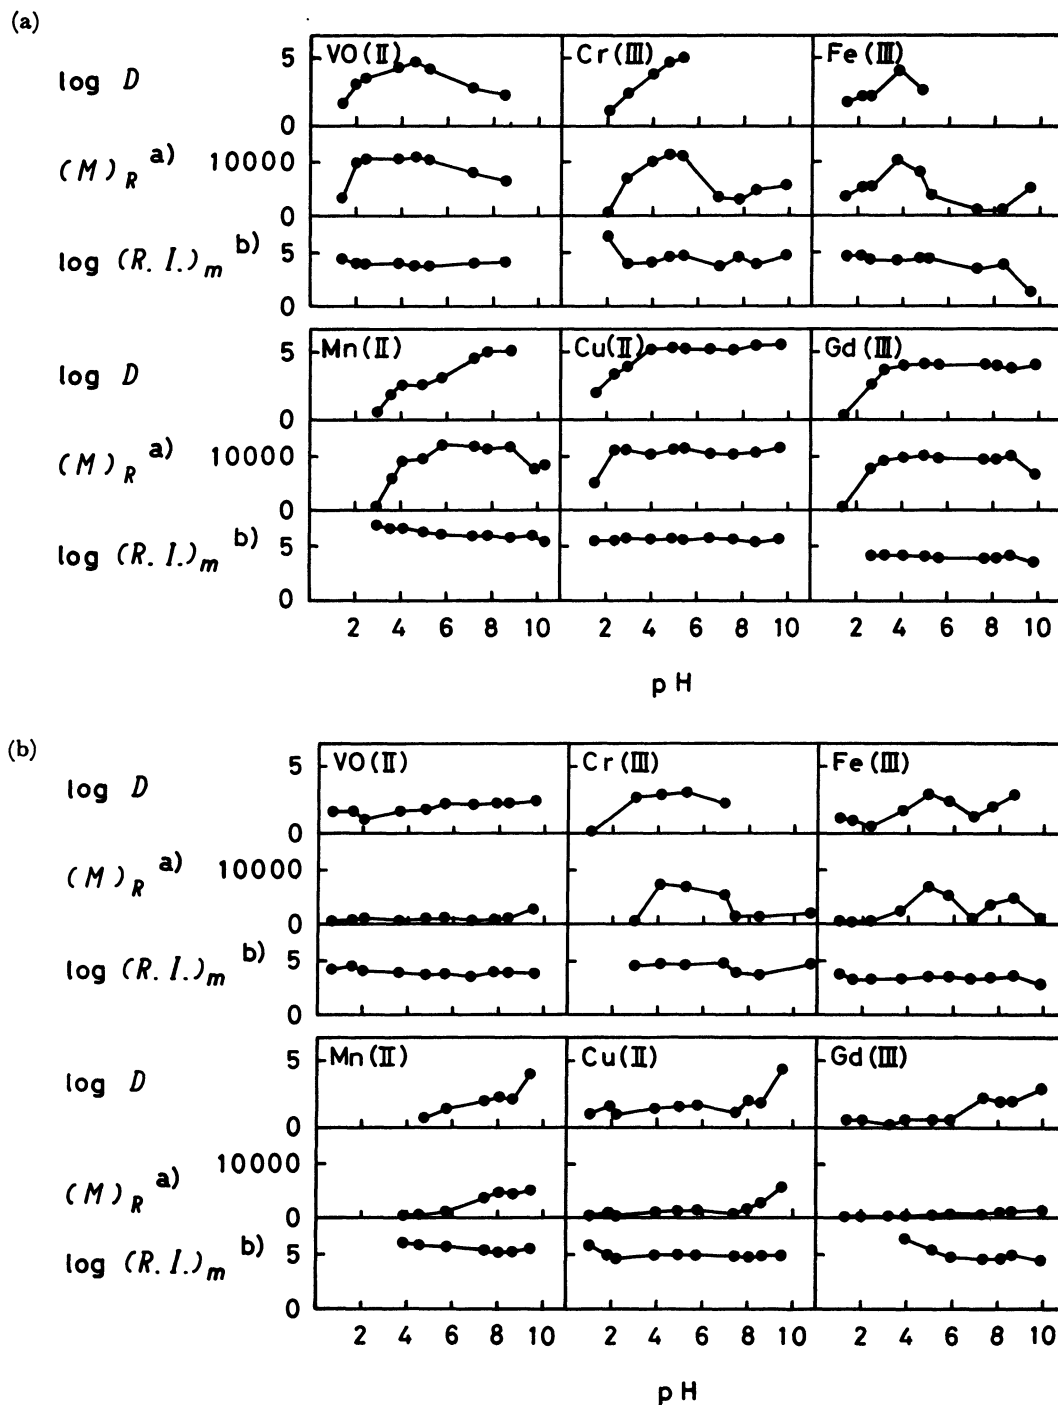 (a)
VO(Ⅱ) Cr(Ⅲ) Fe(Ⅲ)
log D 5 0
(M)R a) 10000 0
log (R.I.)m b) 5 0
Mn(Ⅱ) Cu(Ⅱ) Gd(Ⅲ)
log D 5 0
(M)R a) 10000 0
log (R.I.)m b) 5 0
2 4 6 8 10 2 4 6 8 10 2 4 6 8 10
pH
(b)
VO(Ⅱ) Cr(Ⅲ) Fe(Ⅲ)
log D 5 0
(M)R a) 10000 0
log (R.I.)m b) 5 0
Mn(Ⅱ) Cu(Ⅱ) Gd(Ⅲ)
log D 5 0
(M)R a) 10000 0
log (R.I.)m b) 5 0
2 4 6 8 10 2 4 6 8 10 2 4 6 8 10
pH